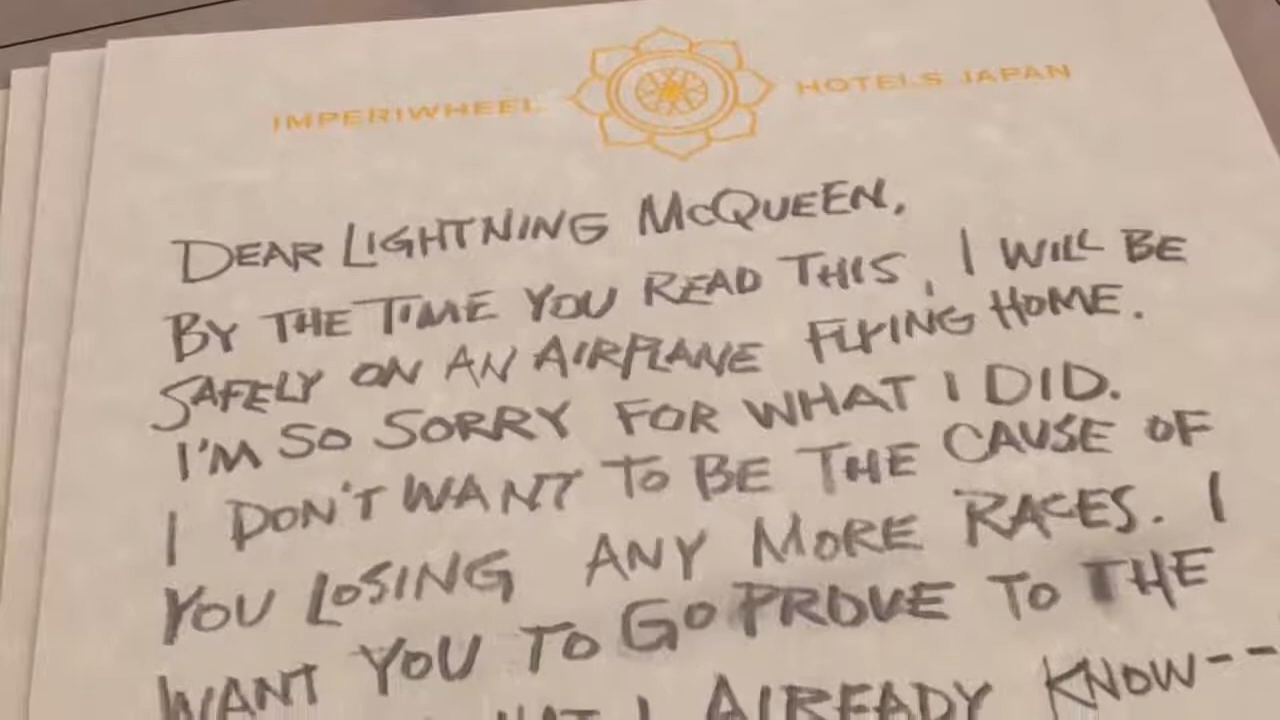 IMPERIWHEEL HOTELS JAPAN
DEAR LIGHTNING McQUEEN,
BY THE TIME YOU READ THIS, I WILL BE
SAFELY ON AN AIRPLANE FLYING HOME.
I'M SO SORRY FOR WHAT I DID.
I DON'T WANT TO BE THE CAUSE OF
YOU LOSING ANY MORE RACES. I
WANT YOU TO GO PROVE TO THE
I ALREADY KNOW--